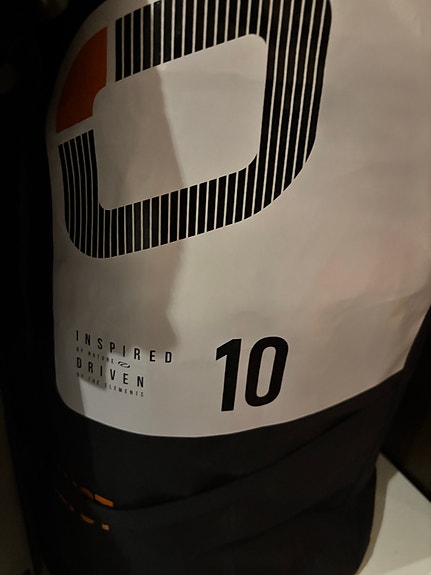 INSPIRED
BY NATURE
DRIVEN
BY THE ELEMENTS
10